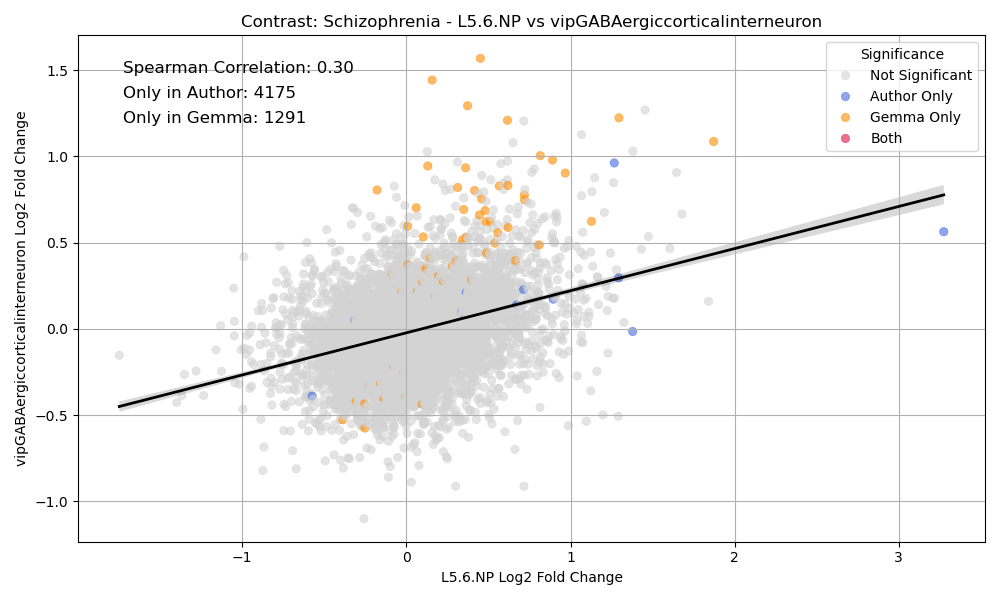 Contrast: Schizophrenia - L5.6.NP vs vipGABAergiccorticalinterneuron
Spearman Correlation: 0.30
Only in Author: 4175
Only in Gemma: 1291
Significance
Not Significant
Author Only
Gemma Only
Both
vipGABAergiccorticalinterneuron Log2 Fold Change
1.5
1.0
0.5
0.0
−0.5
−1.0
−1
0
1
2
3
L5.6.NP Log2 Fold Change